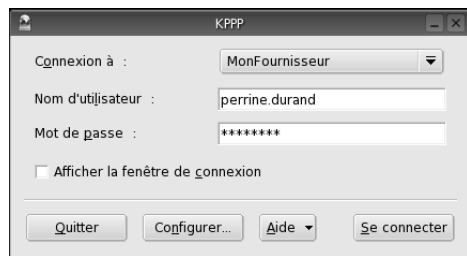 KPPP
Connexion à :
MonFournisseur
Nom d'utilisateur :
perrine.durand
Mot de passe :
********
Afficher la fenêtre de connexion
Quitter
Configurer...
Aide
Se connecter